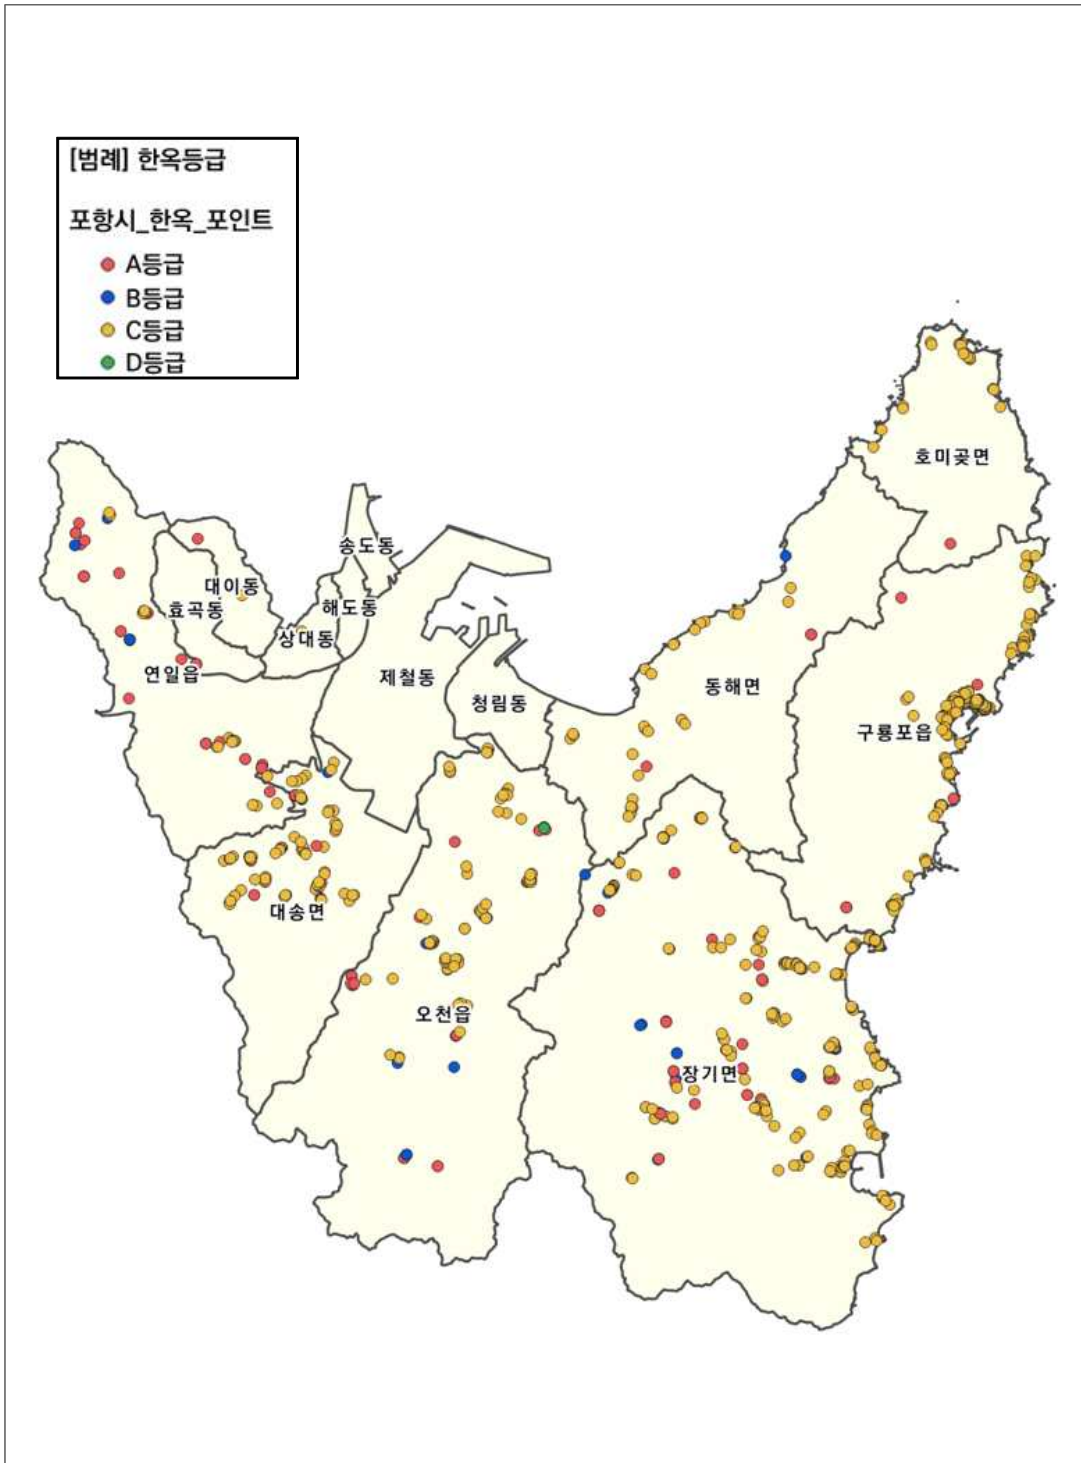 [범례] 한옥등급
포항시_한옥_포인트
A등급
B등급
C등급
D등급
호미곶면
송도동
대이동
해도동
효곡동
상대동
연일읍
제철동
동해면
청림동
구룡포읍
대송면
오천읍
장기면